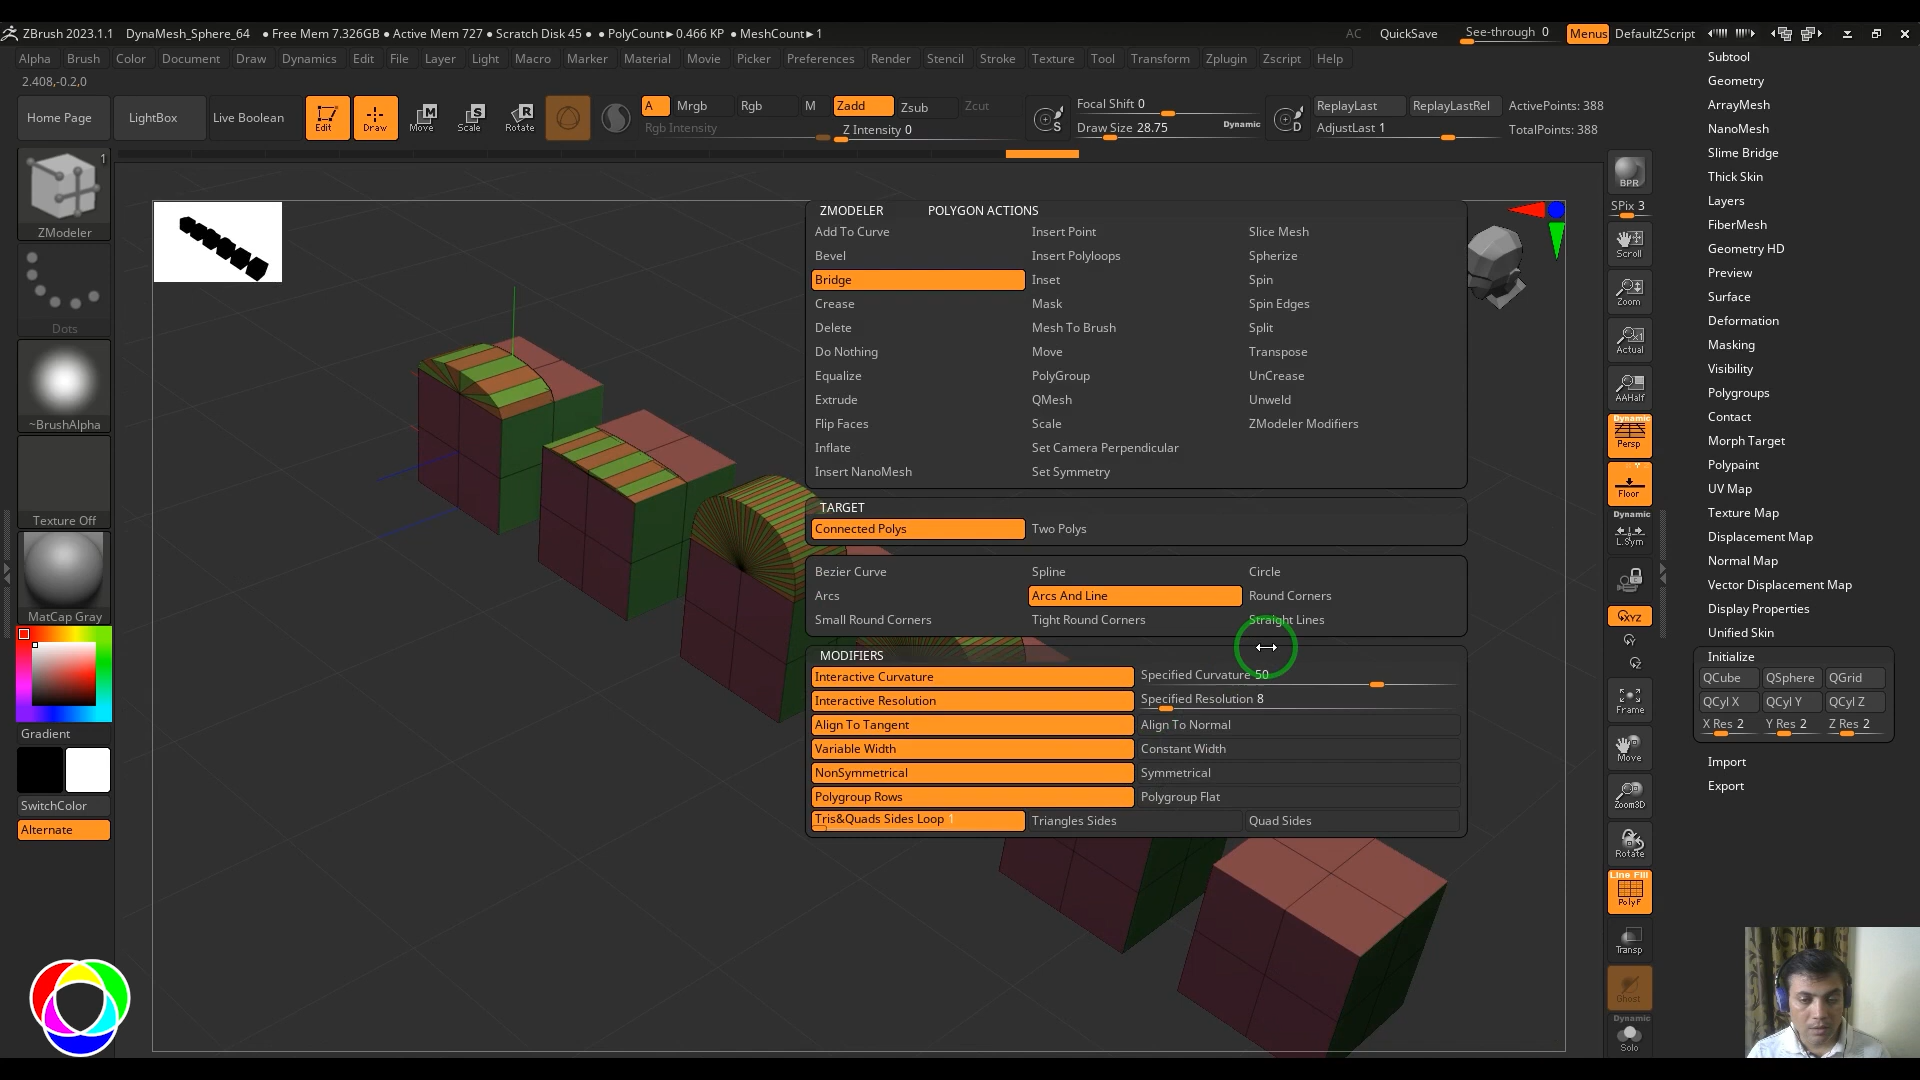 ZBrush 2023.1.1 DynaMesh_Sphere_64 ● Free Mem 7.326GB ● Active Mem 727 ● Scratch Disk 45 ● ● PolyCount► 0.466 KP ● MeshCount► 1 AC QuickSave See-through 0 Menus DefaultZScript
Alpha Brush Color Document Draw Dynamics Edit File Layer Light Macro Marker Material Movie Picker Preferences Render Stencil Stroke Texture Tool Transform Zplugin Zscript Help
2.408,-0.2,0
Home Page LightBox Live Boolean Edit Draw Move Scale Rotate
A Mrgb Rgb M Zadd Zsub Zcut
Rgb Intensity Z Intensity 0
S Focal Shift 0
Draw Size 28.75 Dynamic
D ReplayLast ReplayLastRel ActivePoints: 388
AdjustLast 1 TotalPoints: 388
1
ZModeler
Dots
~BrushAlpha
Texture Off
MatCap Gray
Gradient
SwitchColor
Alternate
ZMODELER POLYGON ACTIONS
Add To Curve Insert Point Slice Mesh
Bevel Insert Polyloops Spherize
Bridge Inset Spin
Crease Mask Spin Edges
Delete Mesh To Brush Split
Do Nothing Move Transpose
Equalize PolyGroup UnCrease
Extrude QMesh Unweld
Flip Faces Scale ZModeler Modifiers
Inflate Set Camera Perpendicular
Insert NanoMesh Set Symmetry
TARGET
Connected Polys Two Polys
Bezier Curve Spline Circle
Arcs Arcs And Line Round Corners
Small Round Corners Tight Round Corners Straight Lines
MODIFIERS
Interactive Curvature Specified Curvature 50
Interactive Resolution Specified Resolution 8
Align To Tangent Align To Normal
Variable Width Constant Width
NonSymmetrical Symmetrical
Polygroup Rows Polygroup Flat
Tris&Quads Sides Loop 1 Triangles Sides Quad Sides
BPR
SPix 3
Scroll
Zoom
Actual
AAHalf
Dynamic
Persp
Floor
Dynamic
L.Sym
XYZ
Frame
Move
Zoom3D
Rotate
Line Fill
PolyF
Transp
Ghost
Dynamic
Solo
Subtool
Geometry
ArrayMesh
NanoMesh
Slime Bridge
Thick Skin
Layers
FiberMesh
Geometry HD
Preview
Surface
Deformation
Masking
Visibility
Polygroups
Contact
Morph Target
Polypaint
UV Map
Texture Map
Displacement Map
Normal Map
Vector Displacement Map
Display Properties
Unified Skin
Initialize
QCube QSphere QGrid
QCyl X QCyl Y QCyl Z
X Res 2 Y Res 2 Z Res 2
Import
Export